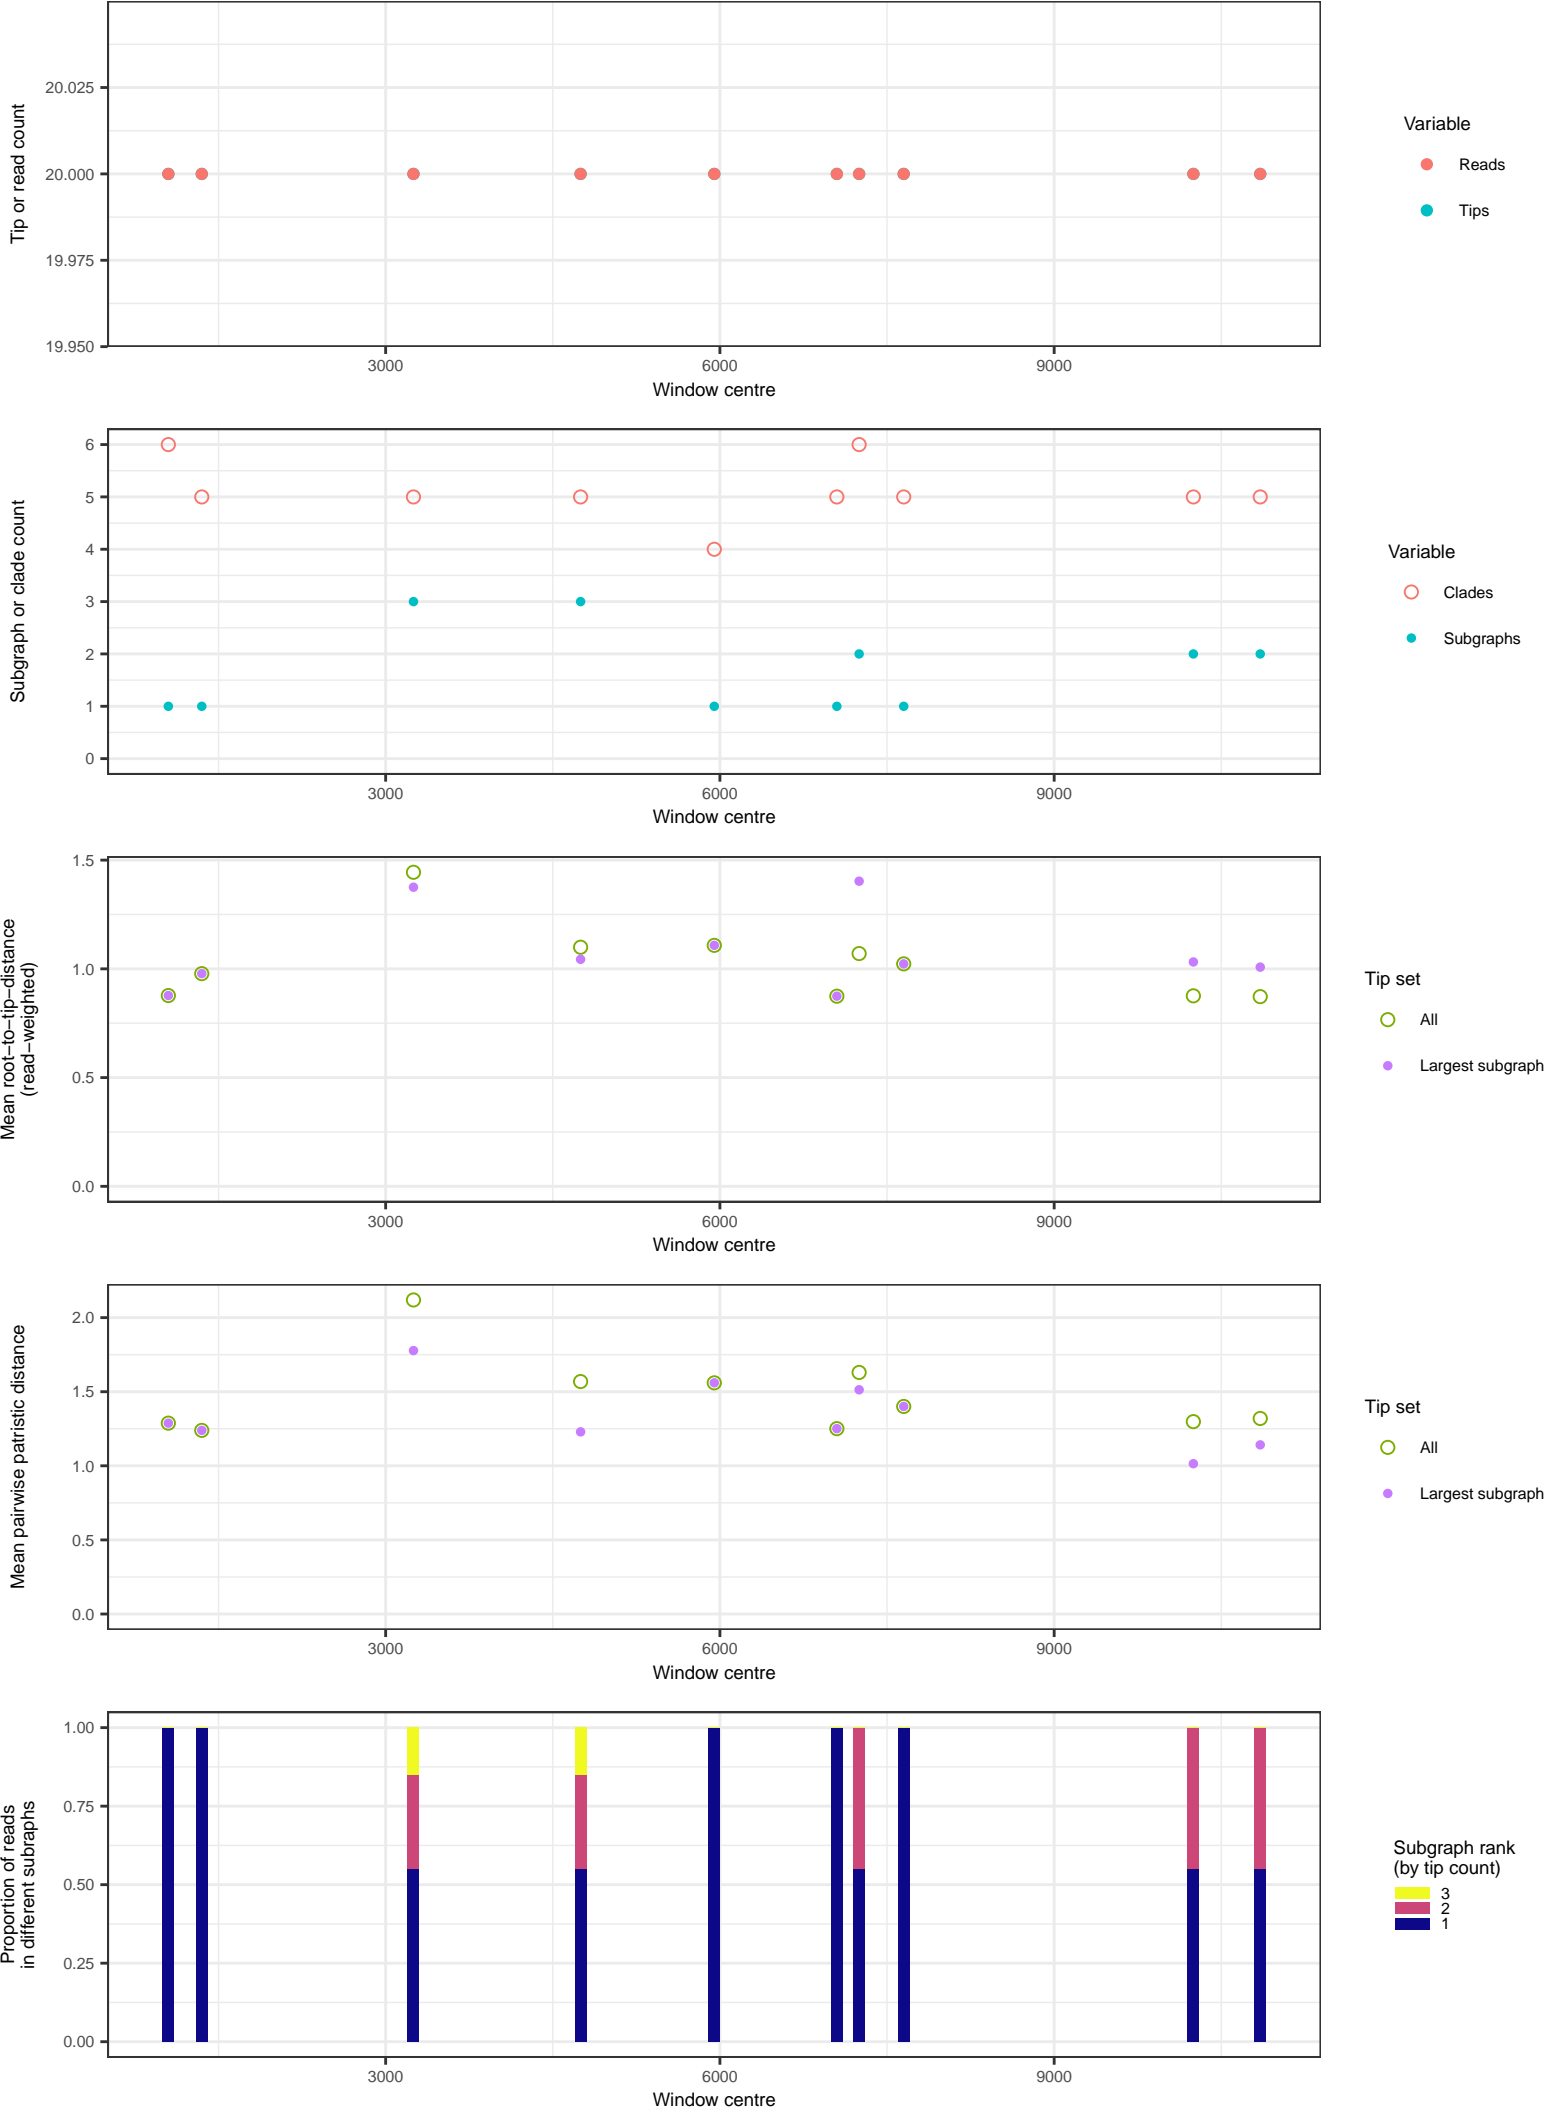 Tip or read count
20.025
20.000
19.975
19.950
3000 6000 9000
Window centre
Variable
Reads
Tips
Subgraph or clade count
6
5
4
3
2
1
0
3000 6000 9000
Window centre
Variable
Clades
Subgraphs
Mean root−to−tip−distance
(read−weighted)
1.5
1.0
0.5
0.0
3000 6000 9000
Window centre
Tip set
All
Largest subgraph
Mean pairwise patristic distance
2.0
1.5
1.0
0.5
0.0
3000 6000 9000
Window centre
Tip set
All
Largest subgraph
Proportion of reads
in different subraphs
1.00
0.75
0.50
0.25
0.00
3000 6000 9000
Window centre
Subgraph rank
(by tip count)
3
2
1